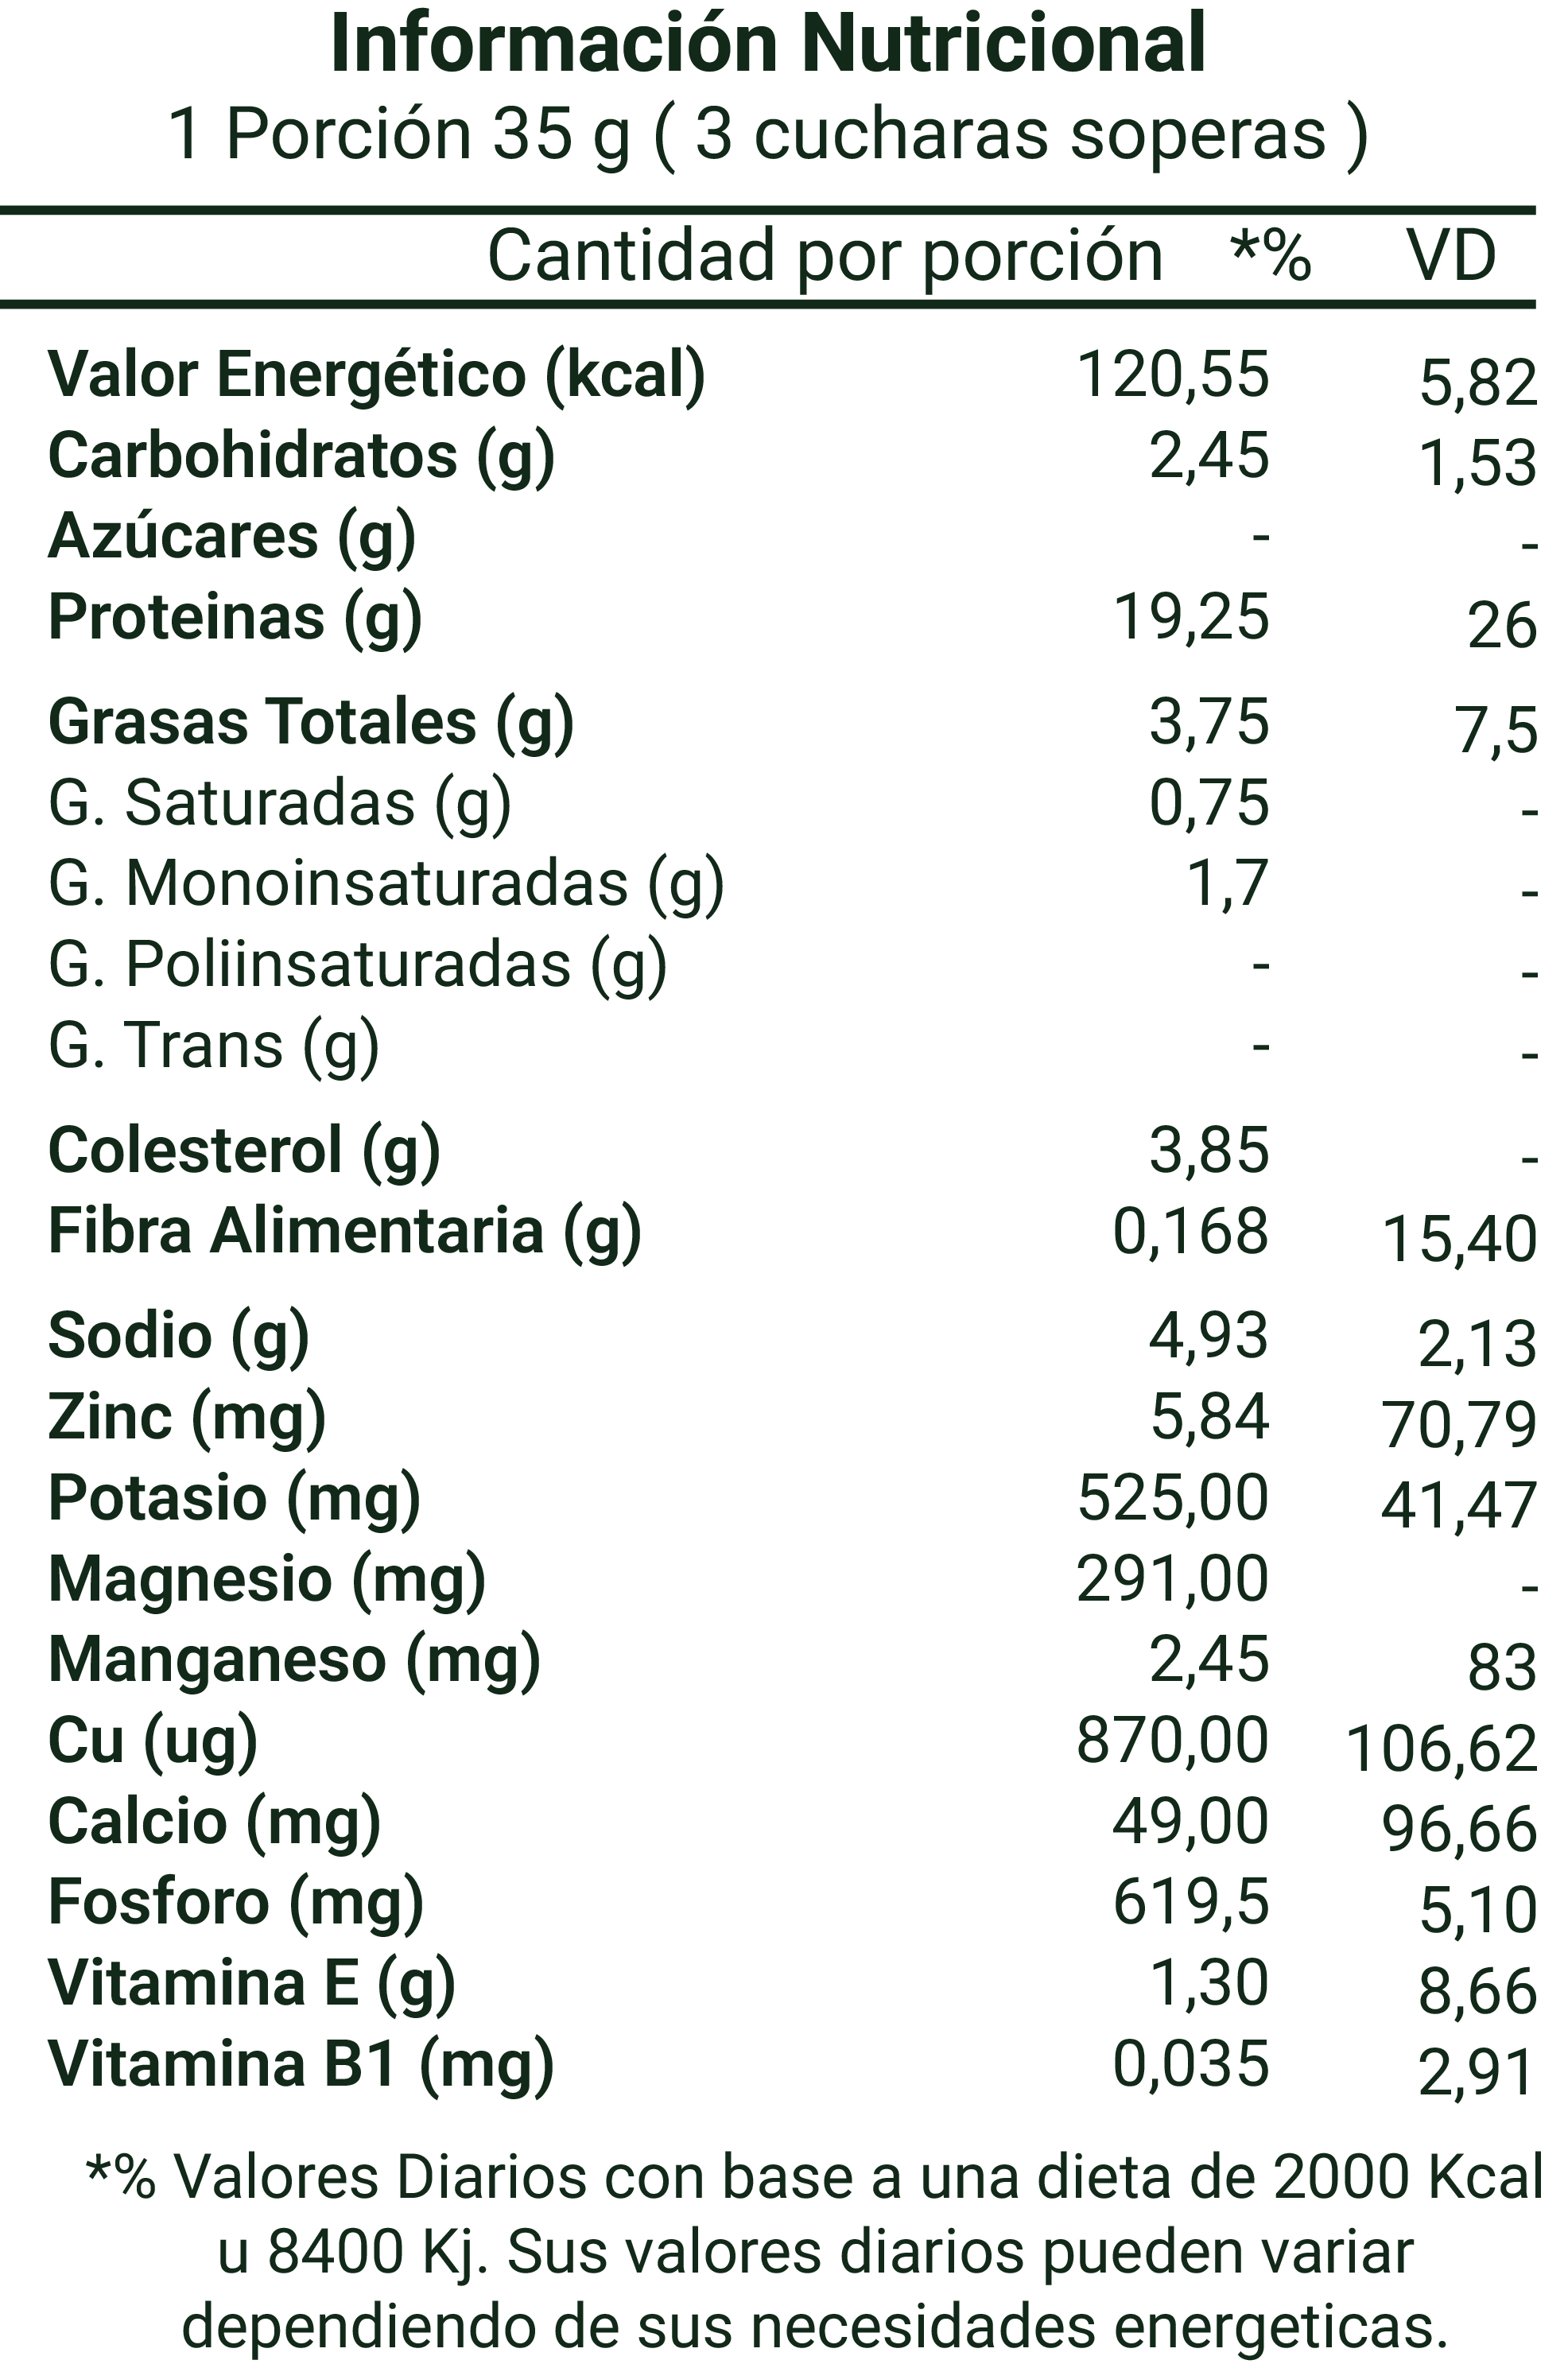 Información Nutricional
1 Porción 35 g ( 3 cucharas soperas )
Cantidad por porción *% VD
Valor Energético (kcal) 120,55 5,82
Carbohidratos (g) 2,45 1,53
Azúcares (g) - -
Proteinas (g) 19,25 26
Grasas Totales (g) 3,75 7,5
G. Saturadas (g) 0,75 -
G. Monoinsaturadas (g) 1,7 -
G. Poliinsaturadas (g) - -
G. Trans (g) - -
Colesterol (g) 3,85 -
Fibra Alimentaria (g) 0,168 15,40
Sodio (g) 4,93 2,13
Zinc (mg) 5,84 70,79
Potasio (mg) 525,00 41,47
Magnesio (mg) 291,00 -
Manganeso (mg) 2,45 83
Cu (ug) 870,00 106,62
Calcio (mg) 49,00 96,66
Fosforo (mg) 619,5 5,10
Vitamina E (g) 1,30 8,66
Vitamina B1 (mg) 0,035 2,91
*% Valores Diarios con base a una dieta de 2000 Kcal
u 8400 Kj. Sus valores diarios pueden variar
dependiendo de sus necesidades energeticas.